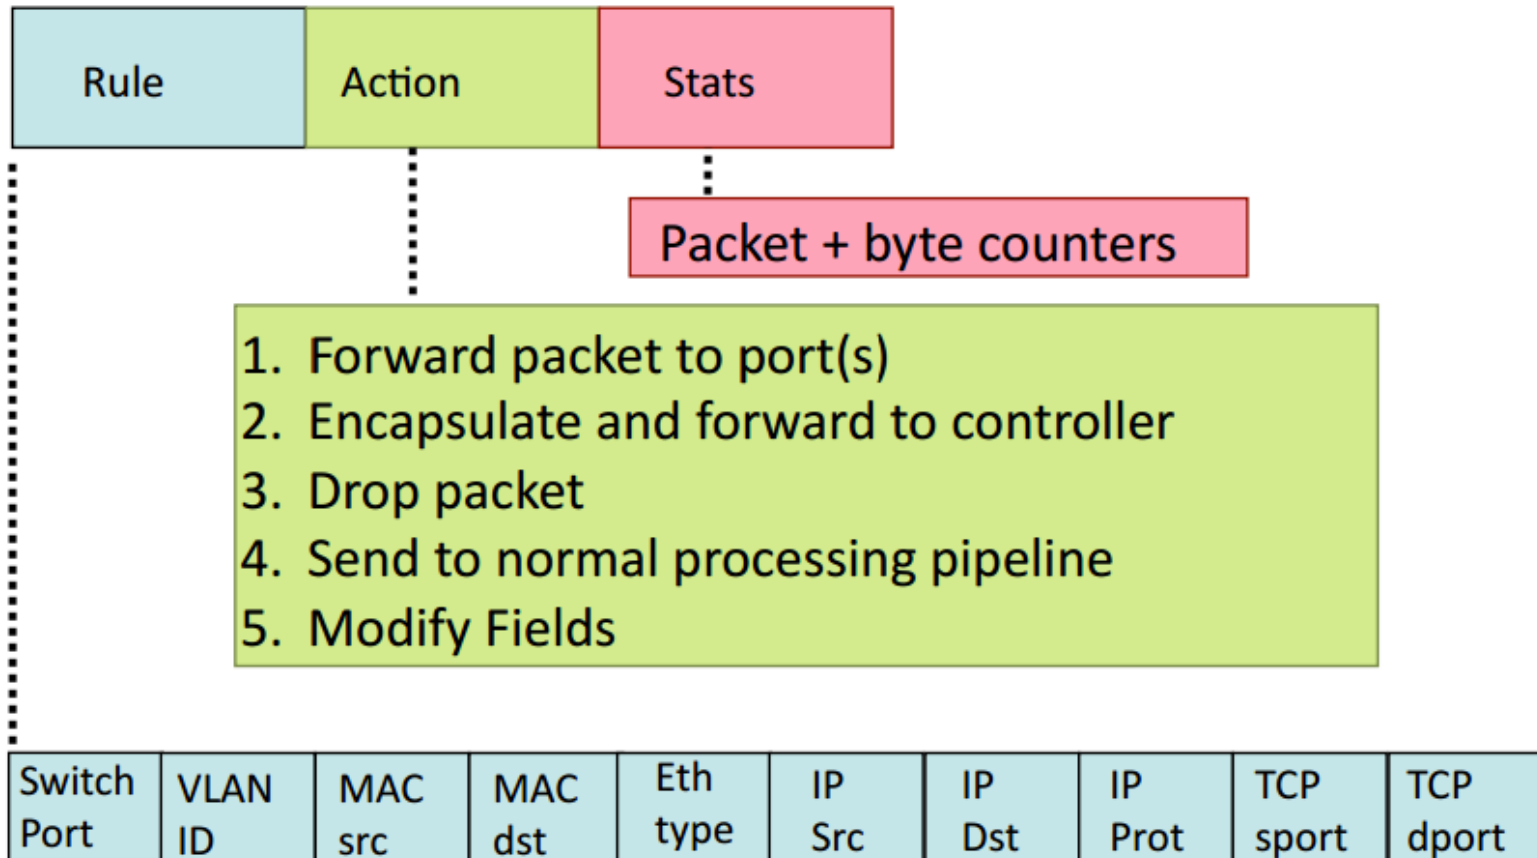 Rule
Action
Stats
Packet + byte counters
1. Forward packet to port(s)
2. Encapsulate and forward to controller
3. Drop packet
4. Send to normal processing pipeline
5. Modify Fields
Switch
Port
VLAN
ID
MAC
src
MAC
dst
Eth
type
IP
Src
IP
Dst
IP
Prot
TCP
sport
TCP
dport